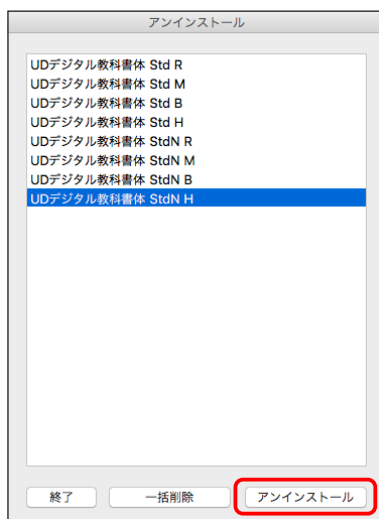 アンインストール
UDデジタル教科書体 Std R
UDデジタル教科書体 Std M
UDデジタル教科書体 Std B
UDデジタル教科書体 Std H
UDデジタル教科書体 StdN R
UDデジタル教科書体 StdN M
UDデジタル教科書体 StdN B
UDデジタル教科書体 StdN H
終了 一括削除 アンインストール